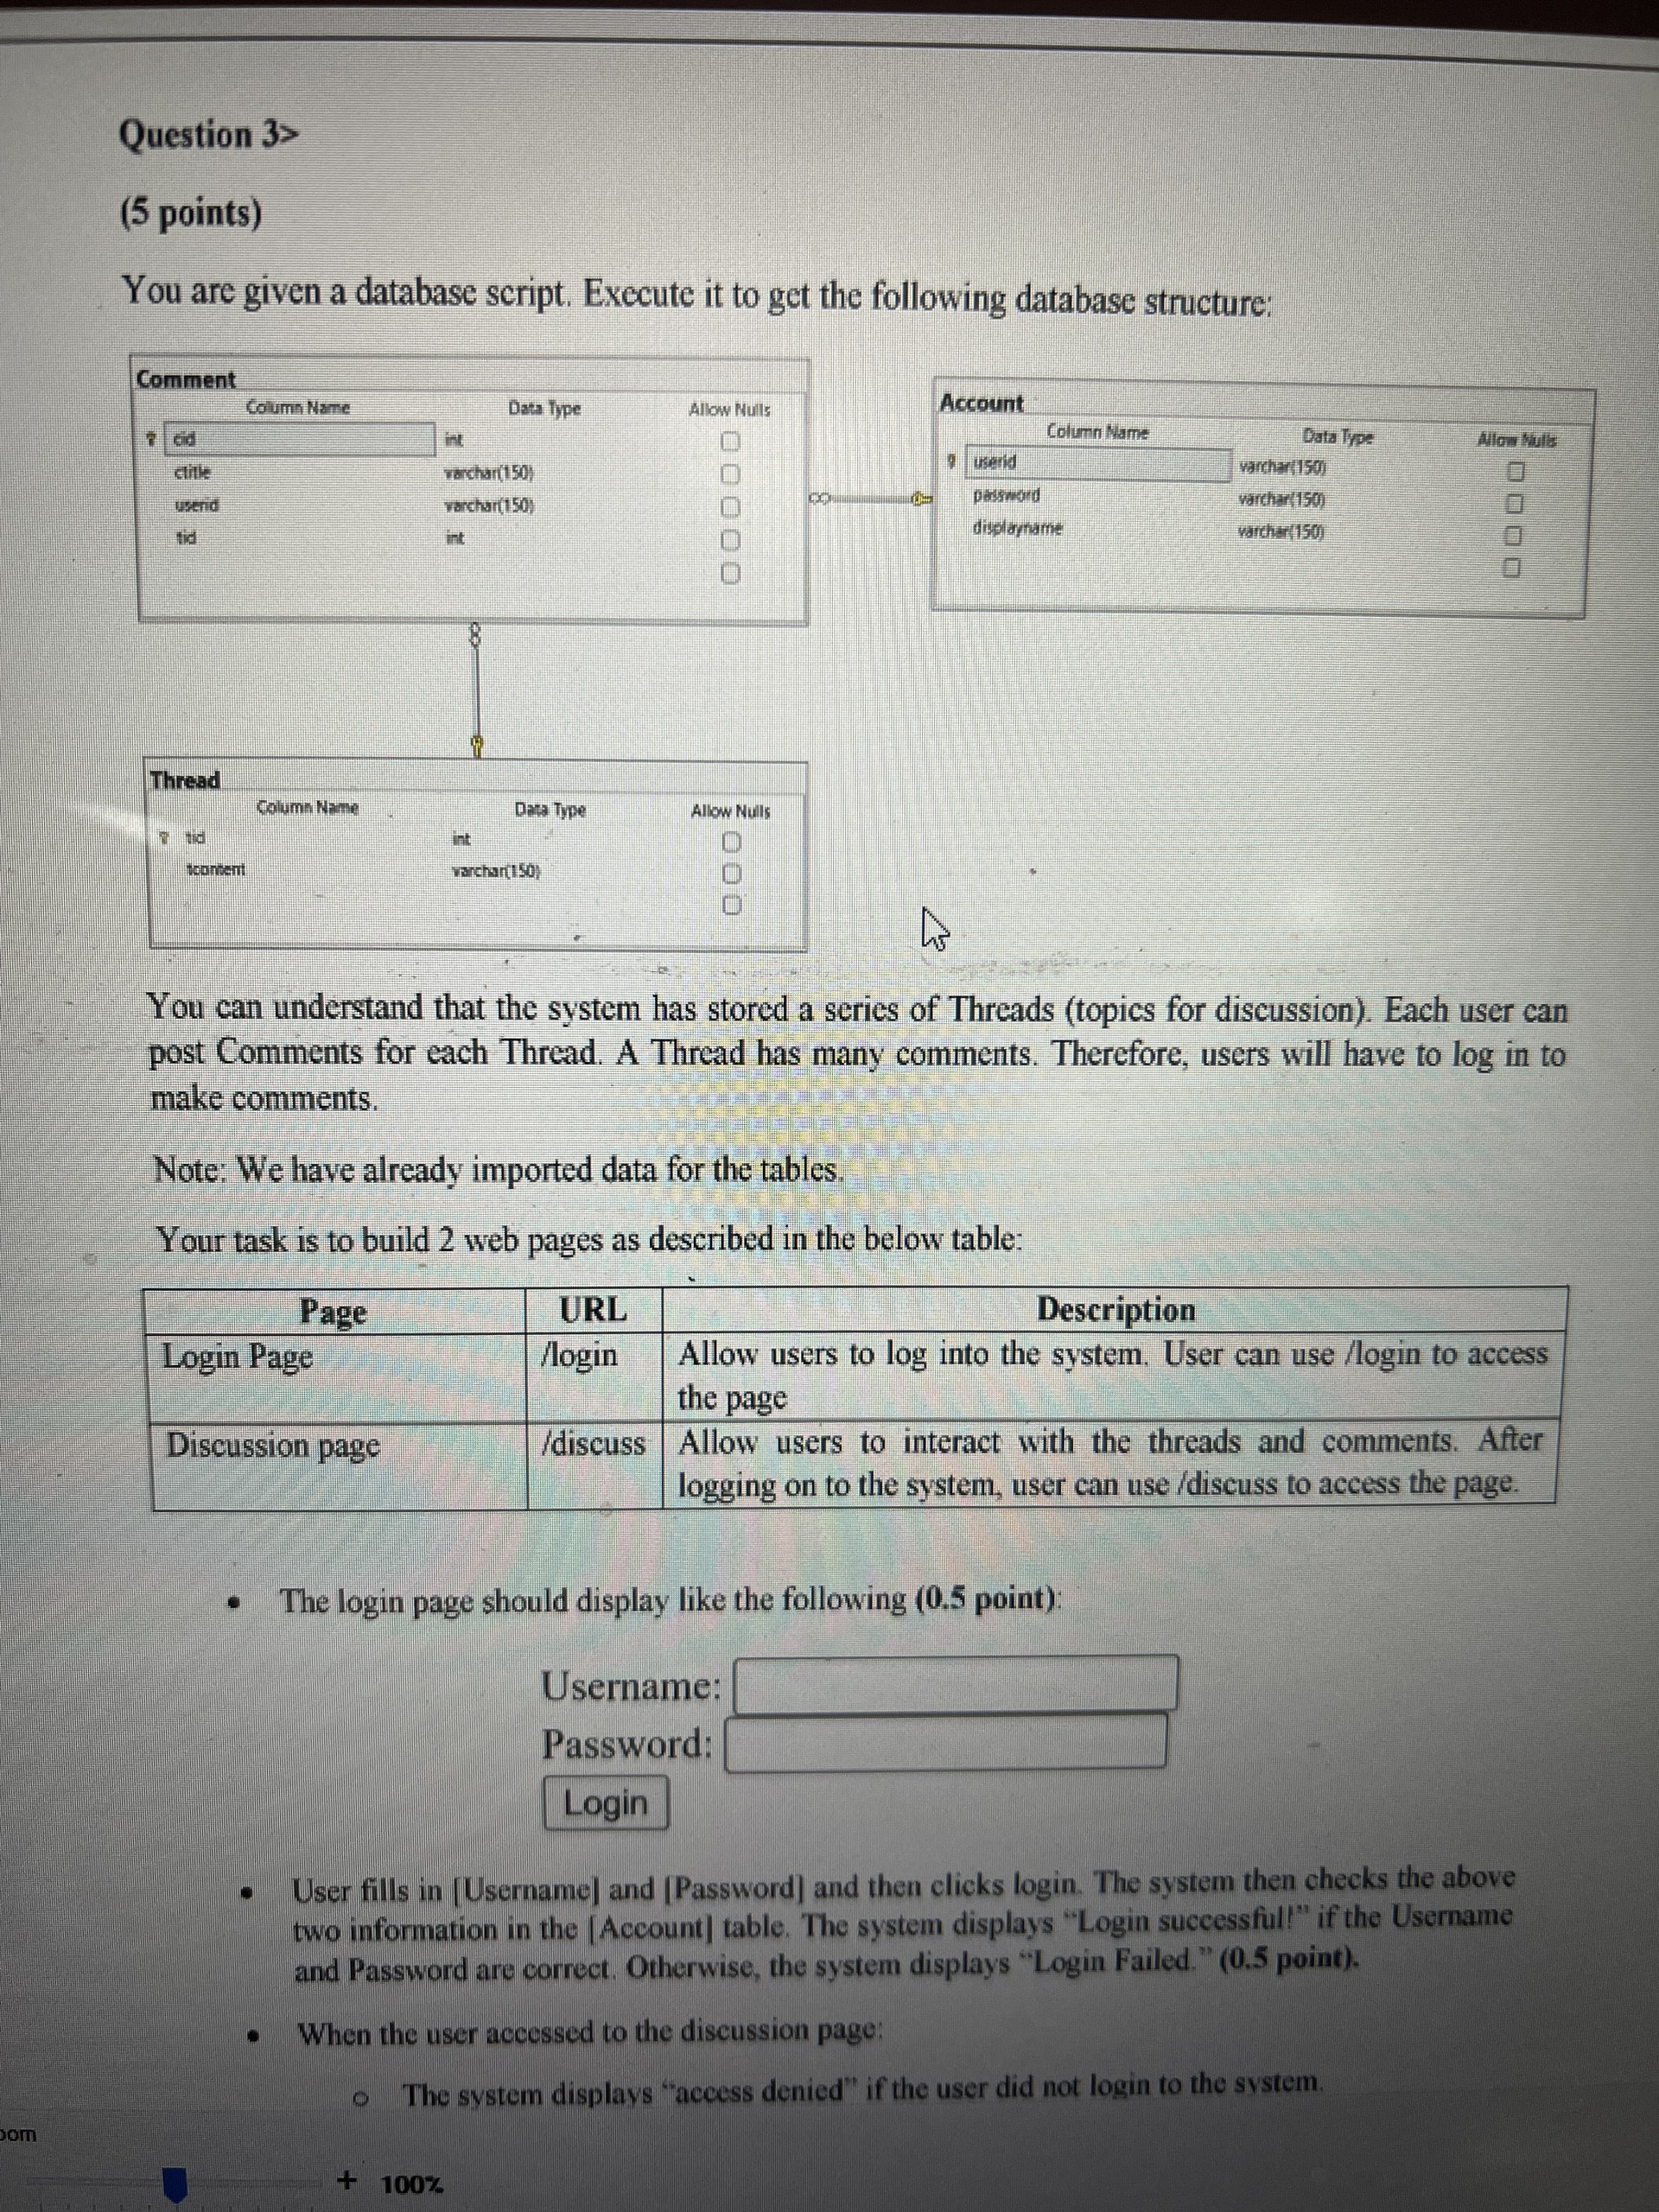 Question 3>
(5 points)
You are given a database script. Execute it to get the following database structure:
Comment
Column Name Data Type Allow Nulls
cid int
ctitle varchar(150)
userid varchar(150)
tid int
Account
Column Name Data Type Allow Nulls
userid varchar(150)
password varchar(150)
displayname varchar(150)
Thread
Column Name Data Type Allow Nulls
tid int
tcontent varchar(150)
You can understand that the system has stored a series of Threads (topics for discussion). Each user can
post Comments for each Thread. A Thread has many comments. Therefore, users will have to log in to
make comments.
Note: We have already imported data for the tables.
Your task is to build 2 web pages as described in the below table:
Page URL Description
Login Page /login Allow users to log into the system. User can use /login to access
the page
Discussion page /discuss Allow users to interact with the threads and comments. After
logging on to the system, user can use /discuss to access the page.
• The login page should display like the following (0.5 point):
Username:
Password:
Login
• User fills in [Username] and [Password] and then clicks login. The system then checks the above
two information in the [Account] table. The system displays “Login successful!” if the Username
and Password are correct. Otherwise, the system displays “Login Failed.” (0.5 point).
• When the user accessed to the discussion page:
o The system displays “access denied” if the user did not login to the system.
+ 100%